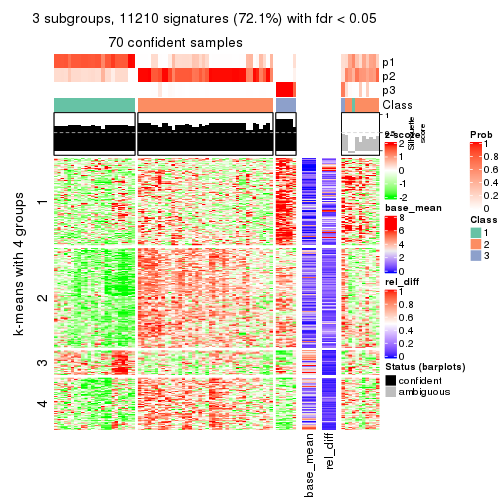 3 subgroups, 11210 signatures (72.1%) with fdr < 0.05
70 confident samples
p1
p2
p3
Class
1
0.5
Silhouette
score
z-score
2
1
0
-1
-2
base_mean
8
6
4
2
0
rel_diff
1
0.8
0.6
0.4
0.2
0
Status (barplots)
confident
ambiguous
Prob
1
0.8
0.6
0.4
0.2
0
Class
1
2
3
k-means with 4 groups
1
2
3
4
base_mean
rel_diff